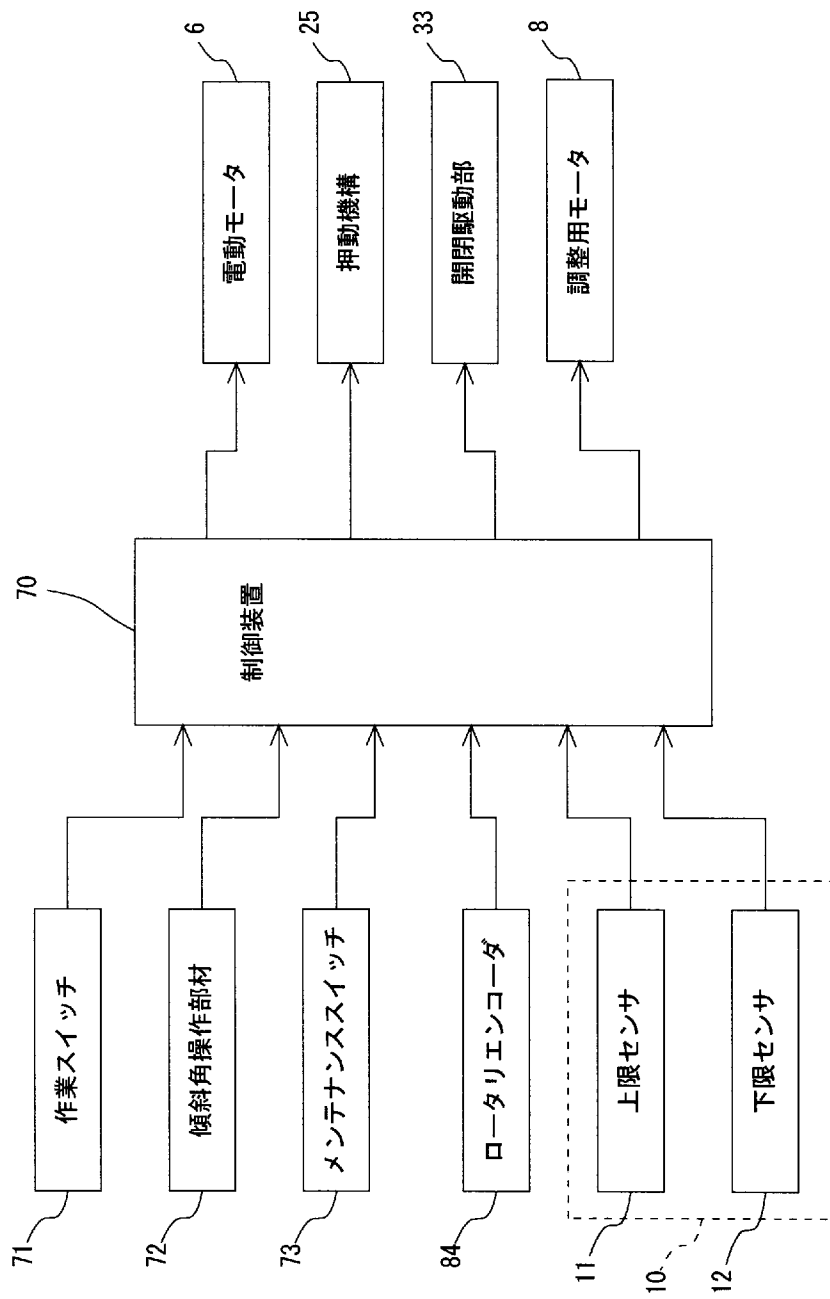 71
作業スイッチ
72
傾斜角操作部材
73
メンテナンススイッチ
84
ロータリエンコーダ
11
上限センサ
10
12
下限センサ
70
制御装置
6
電動モータ
25
押動機構
33
開閉駆動部
8
調整用モータ